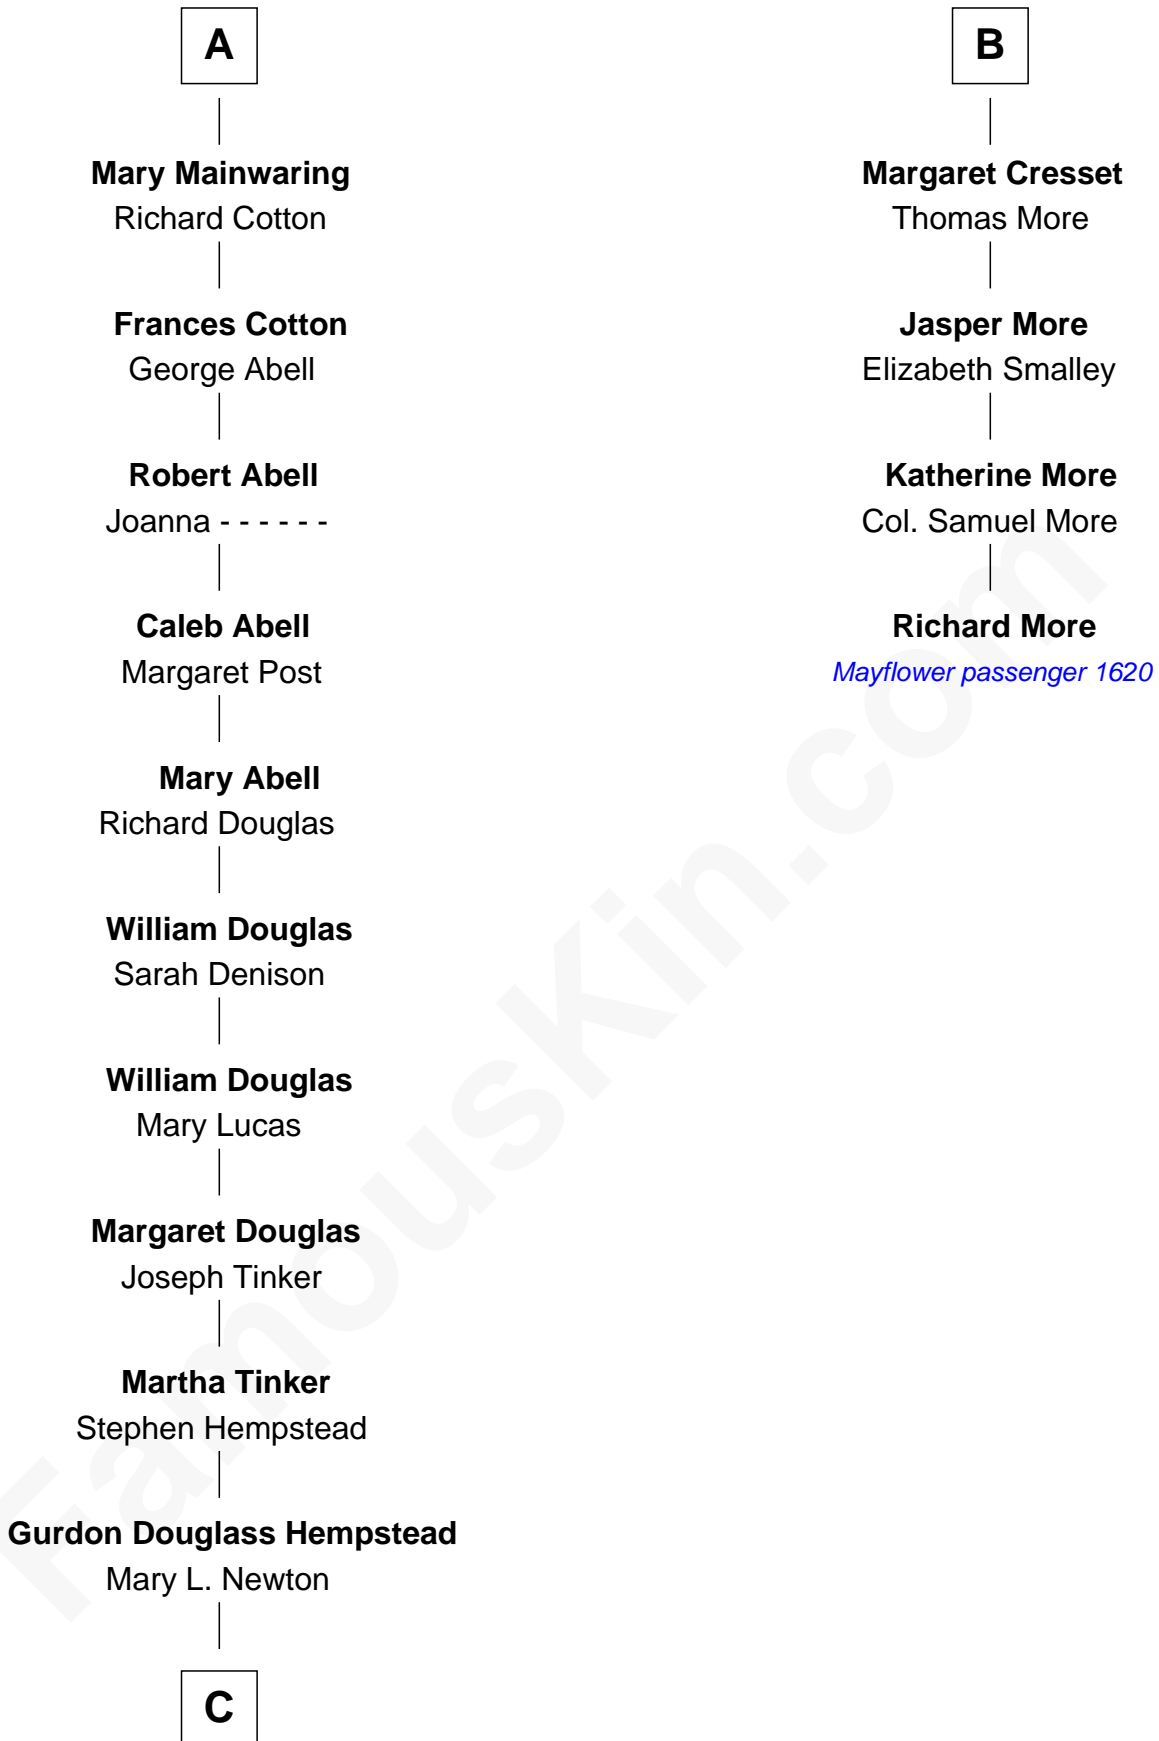 A
Mary Mainwaring
Richard Cotton
Frances Cotton
George Abell
Robert Abell
Joanna - - - - - -
Caleb Abell
Margaret Post
Mary Abell
Richard Douglas
William Douglas
Sarah Denison
William Douglas
Mary Lucas
Margaret Douglas
Joseph Tinker
Martha Tinker
Stephen Hempstead
Gurdon Douglass Hempstead
Mary L. Newton
C
B
Margaret Cresset
Thomas More
Jasper More
Elizabeth Smalley
Katherine More
Col. Samuel More
Richard More
Mayflower passenger 1620
FamousKin.com